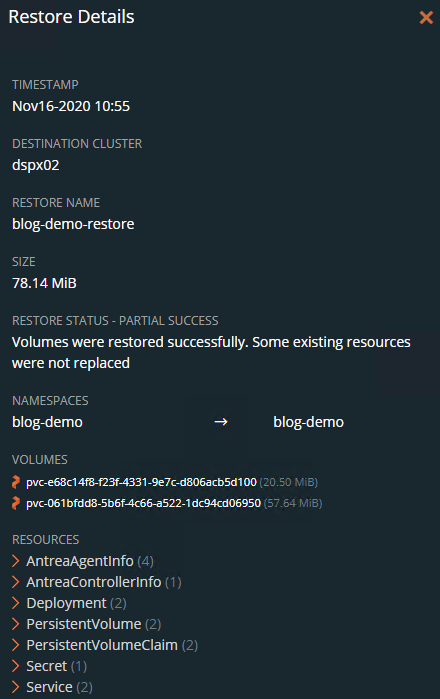 Restore Details
TIMESTAMP
Nov16-2020 10:55
DESTINATION CLUSTER
dspx02
RESTORE NAME
blog-demo-restore
SIZE
78.14 MiB
RESTORE STATUS - PARTIAL SUCCESS
Volumes were restored successfully. Some existing resources
were not replaced
NAMESPACES
blog-demo → blog-demo
VOLUMES
pvc-e68c14f8-f23f-4331-9e7c-d806acb5d100 (20.50 MiB)
pvc-061bfdd8-5b6f-4c66-a522-1dc94cd06950 (57.64 MiB)
RESOURCES
AntreaAgentInfo (4)
AntreaControllerInfo (1)
Deployment (2)
PersistentVolume (2)
PersistentVolumeClaim (2)
Secret (1)
Service (2)